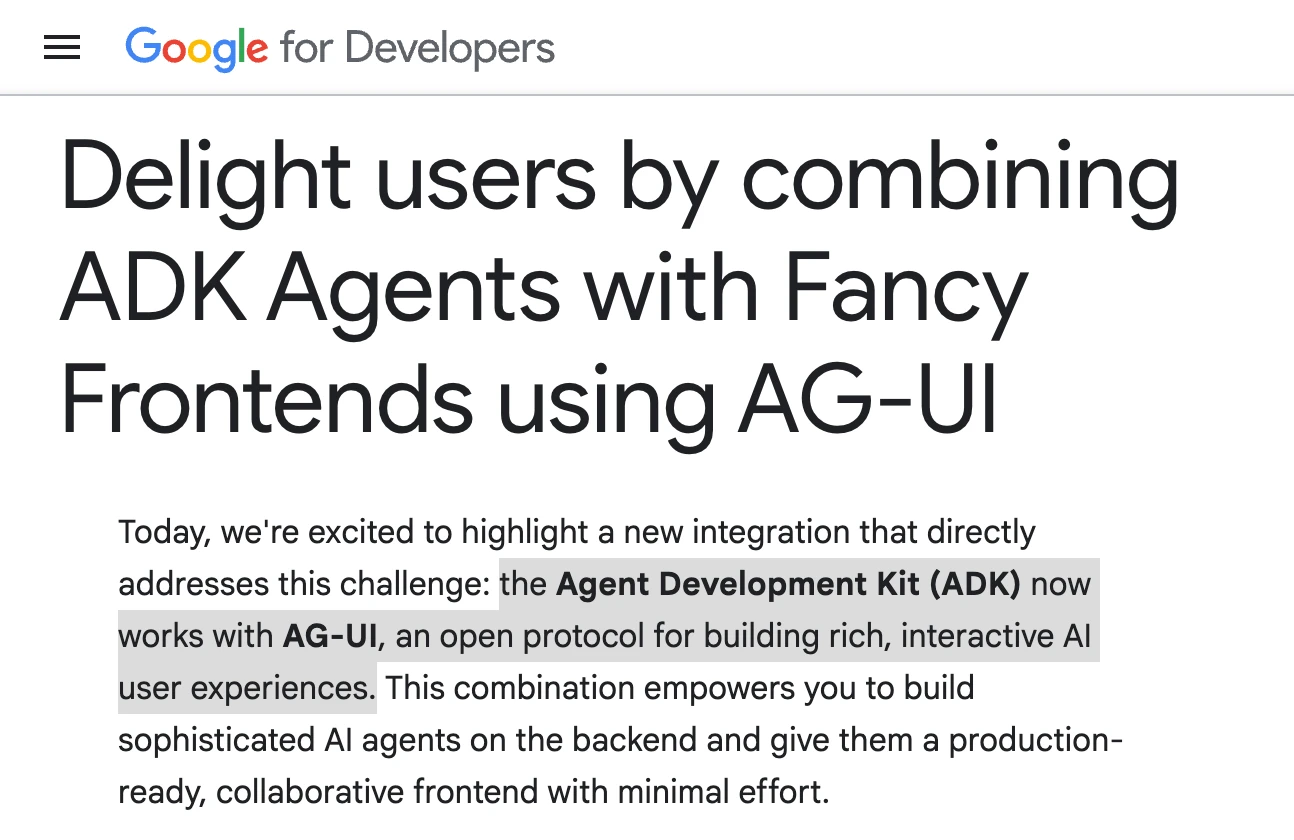 Google for Developers
Delight users by combining
ADK Agents with Fancy
Frontends using AG-UI
Today, we're excited to highlight a new integration that directly
addresses this challenge: the Agent Development Kit (ADK) now
works with AG-UI, an open protocol for building rich, interactive AI
user experiences. This combination empowers you to build
sophisticated AI agents on the backend and give them a production-
ready, collaborative frontend with minimal effort.